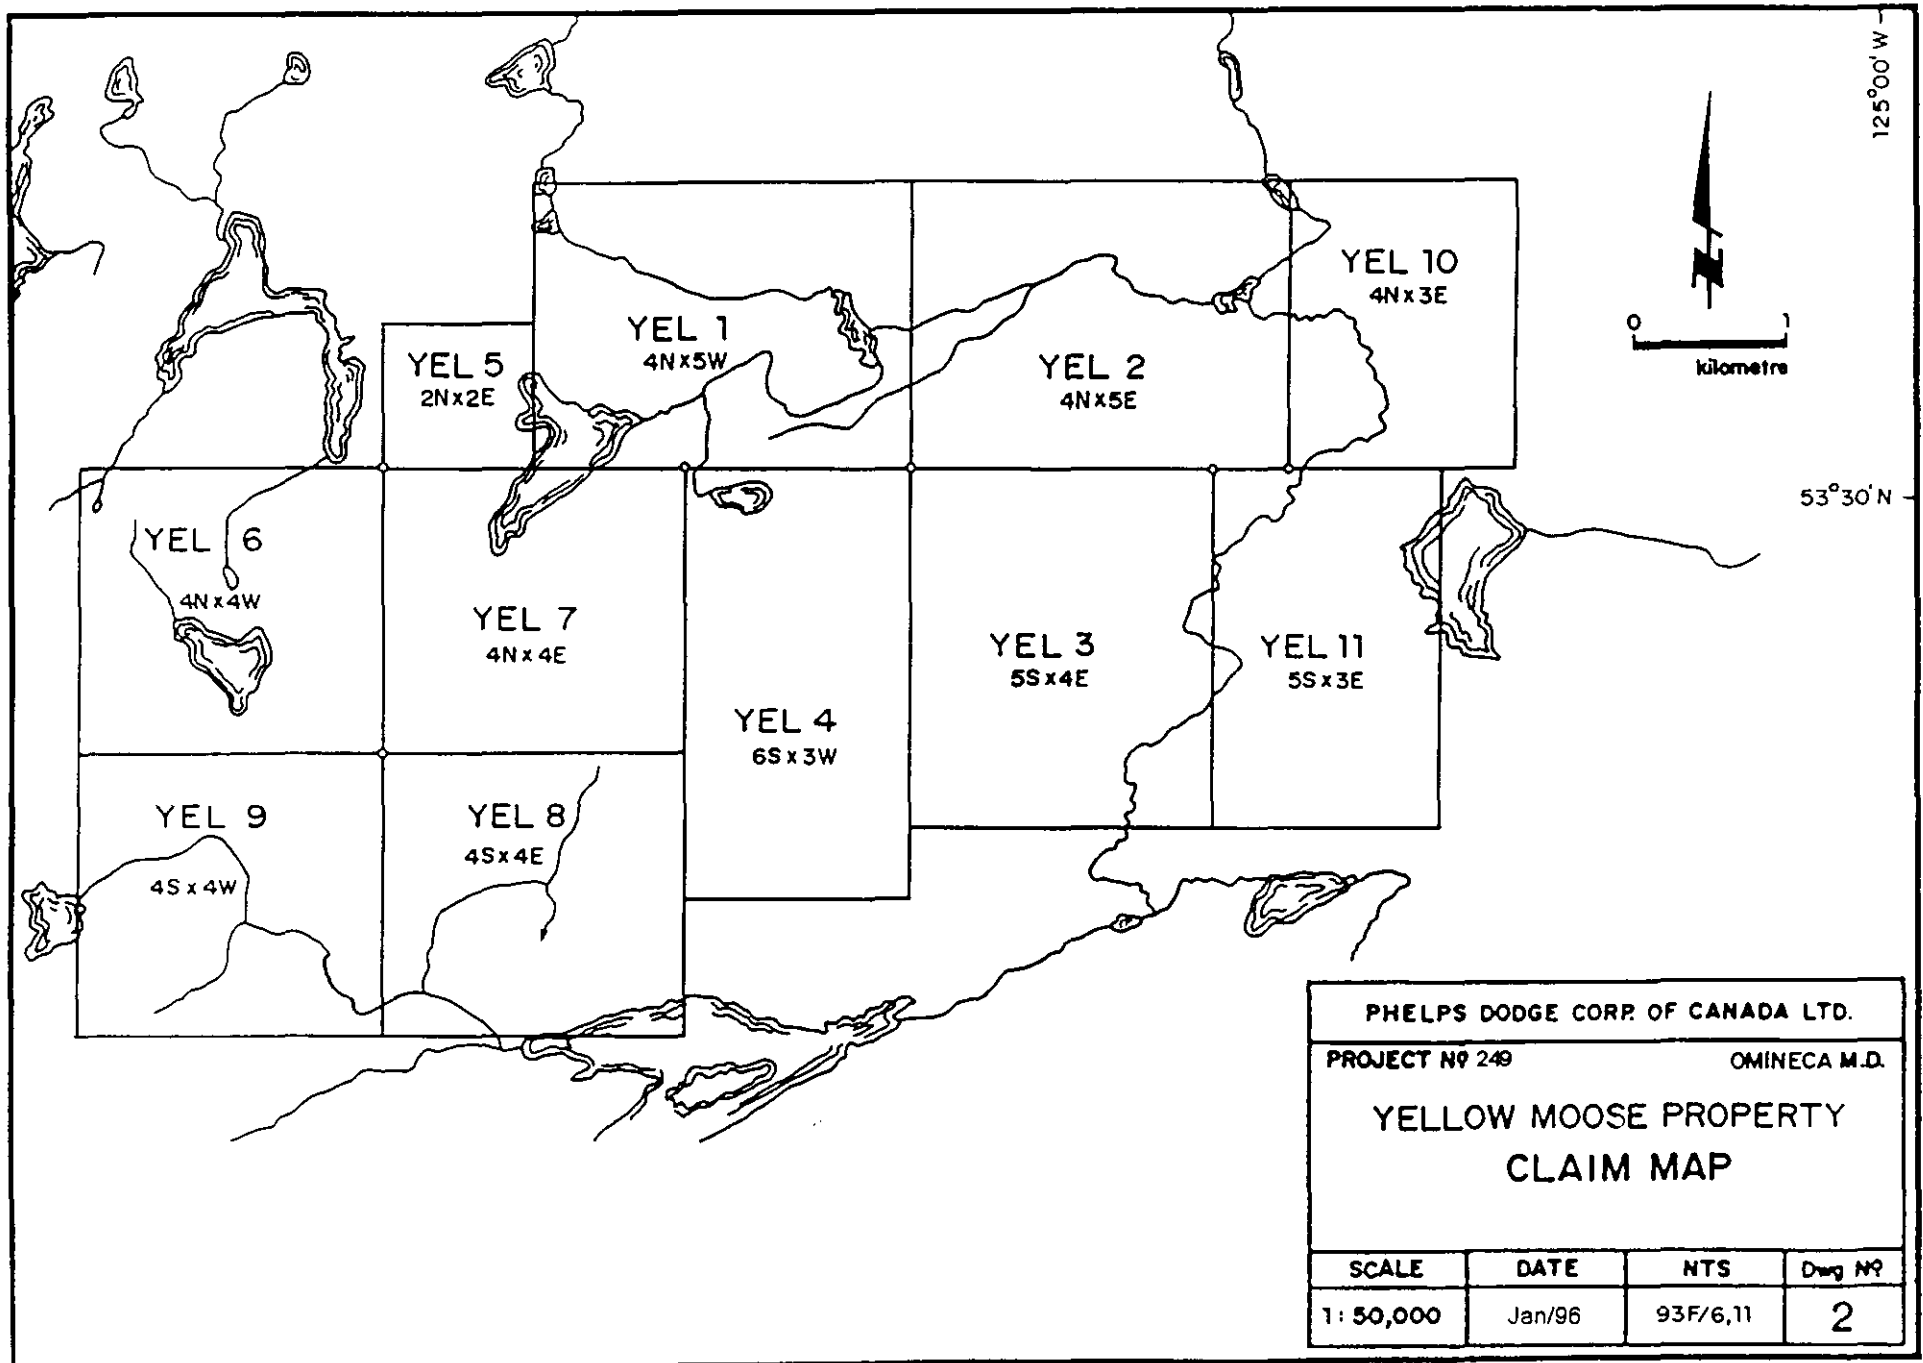 125°00'W
YEL 10
4N x 3E
0 1
kilometre
YEL 1
4N x 5W
YEL 5
2N x 2E
YEL 2
4N x 5E
53°30'N
YEL 6
4N x 4W
YEL 7
4N x 4E
YEL 3
5S x 4E
YEL 11
5S x 3E
YEL 4
6S x 3W
YEL 9
4S x 4W
YEL 8
4S x 4E
PHELPS DODGE CORP. OF CANADA LTD.
PROJECT Nº 249 OMINECA M.D.
YELLOW MOOSE PROPERTY
CLAIM MAP
SCALE DATE NTS Dwg Nº
1:50,000 Jan/96 93F/6,11 2
N